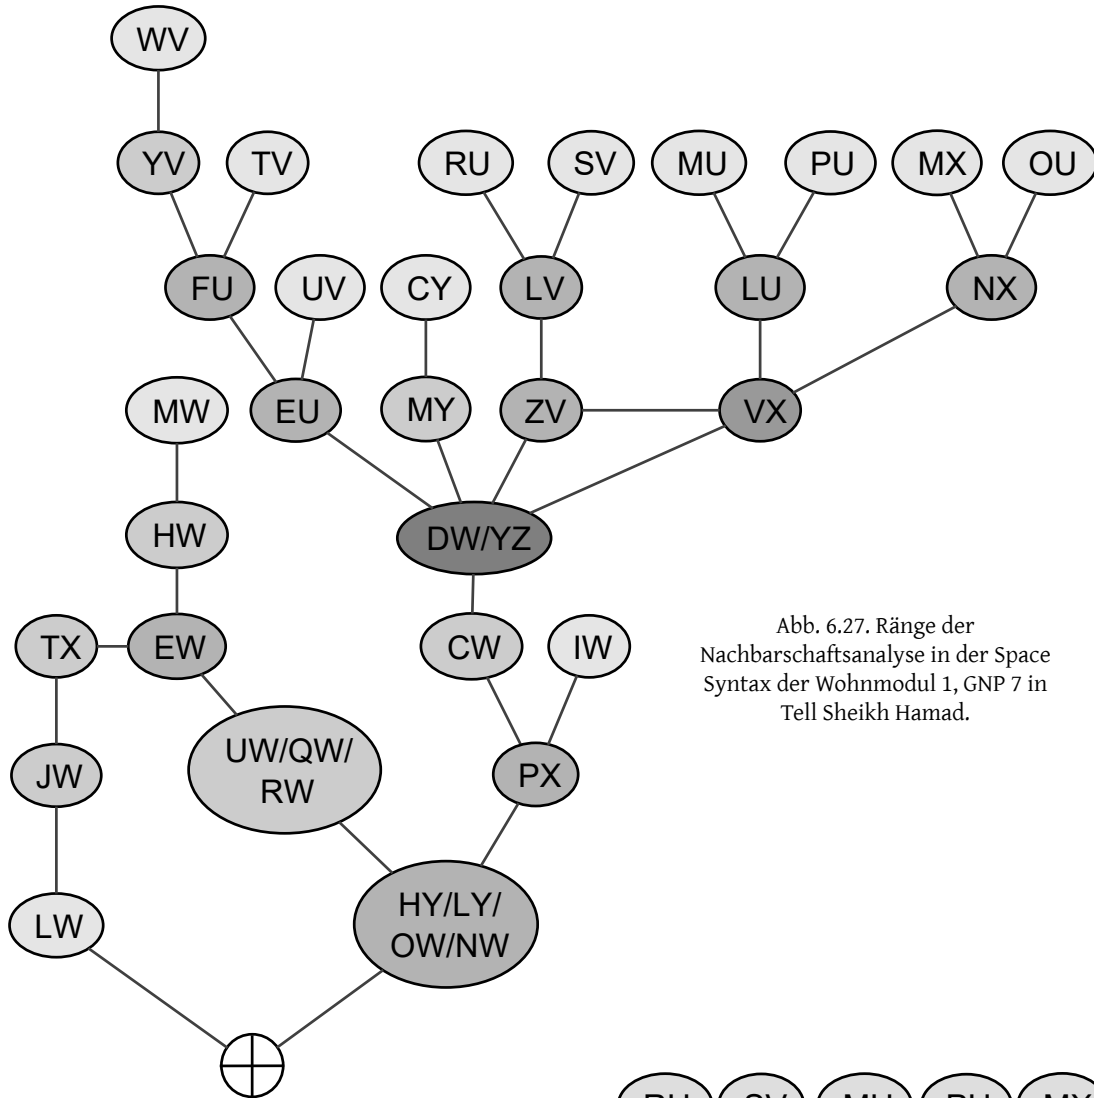 WV
YV
TV
RU
SV
MU
PU
MX
OU
FU
UV
CY
LV
LU
NX
MW
EU
MY
ZV
VX
HW
DW/YZ
TX
EW
CW
IW
Abb. 6.27. Ränge der
Nachbarschaftsanalyse in der Space
Syntax der Wohnmodul 1, GNP 7 in
Tell Sheikh Hamad.
JW
UW/QW/
RW
PX
LW
HY/LY/
OW/NW